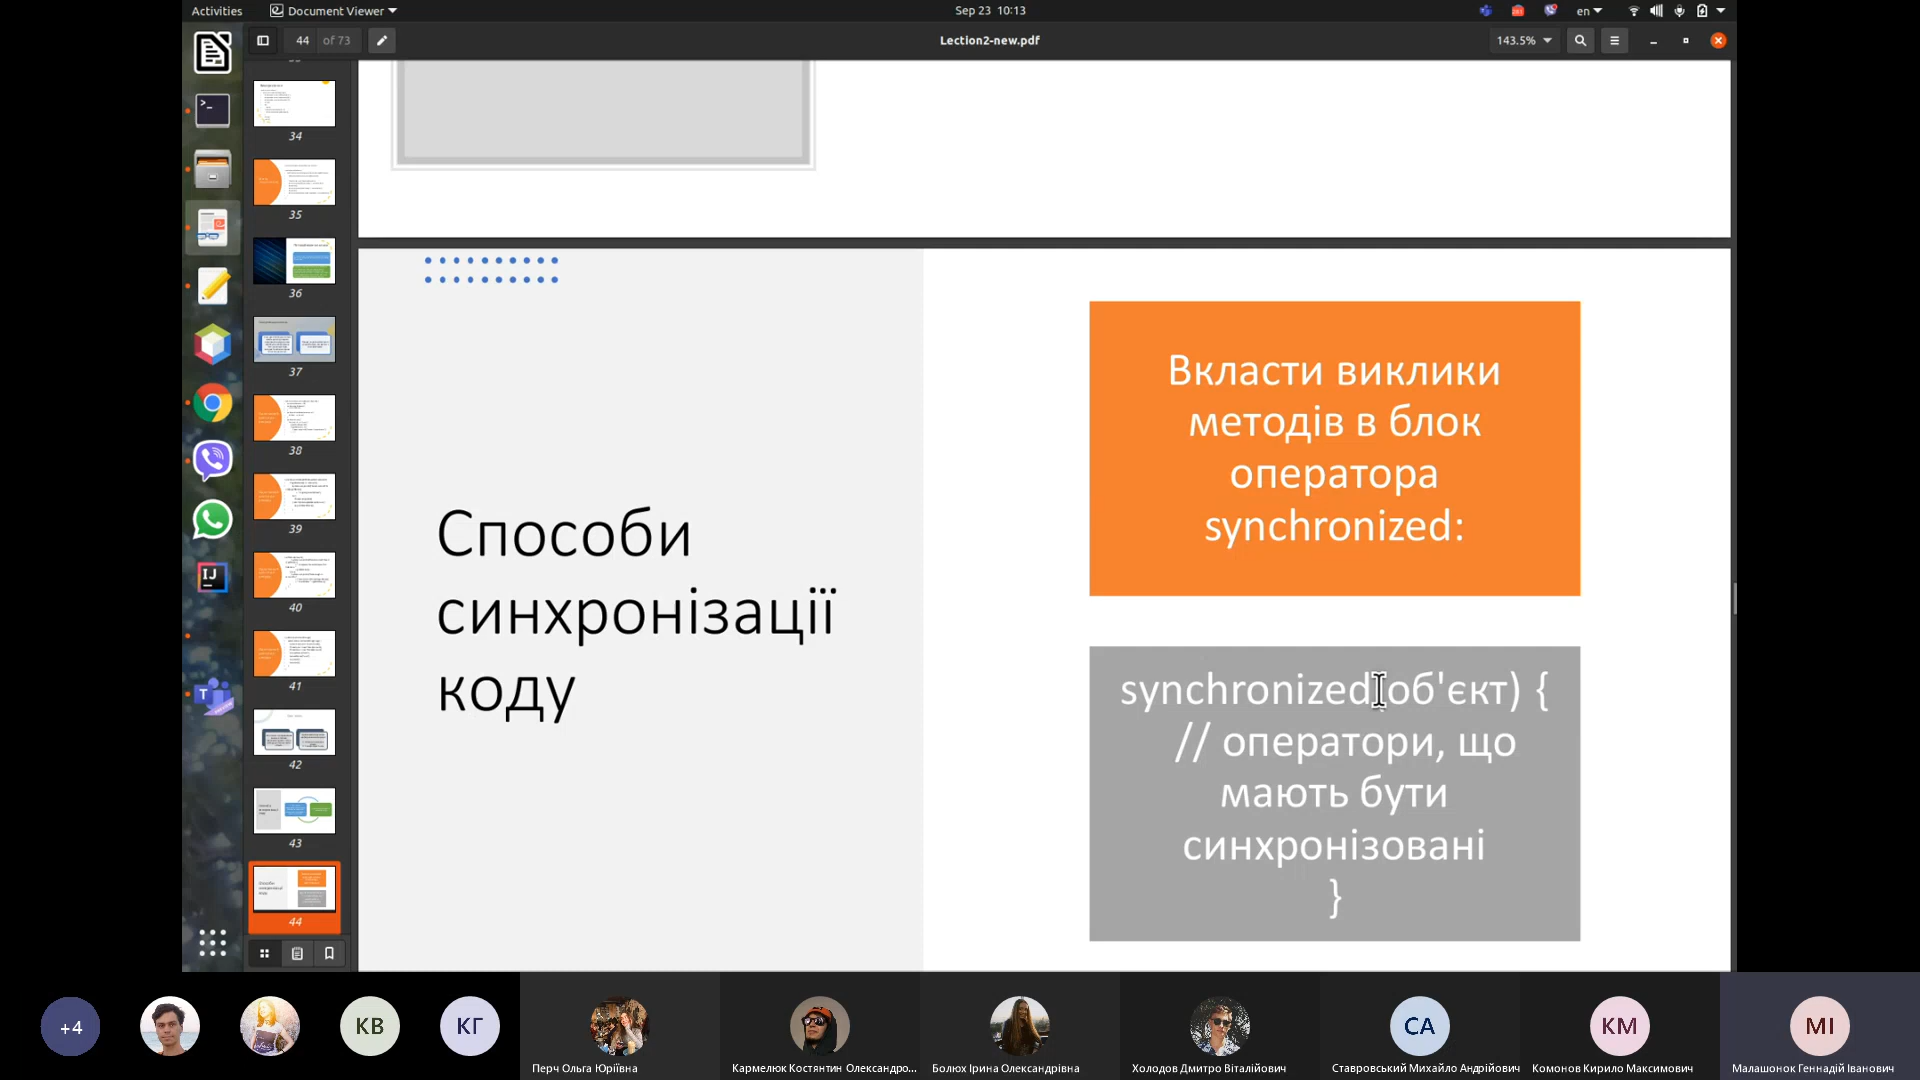 Activities
Document Viewer
Sep 23 10:13
en
44 of 73
Lection2-new.pdf
143.5%
34
35
36
37
38
39
40
41
42
43
44
Способи
синхронізації
коду
Вкласти виклики
методів в блок
оператора
synchronized:
synchronized(об'єкт) {
// оператори, що
мають бути
синхронізовані
}
+4
КВ
КГ
СА
КМ
МІ
Перч Ольга Юріївна
Кармелюк Костянтин Олександро...
Болюх Ірина Олександрівна
Холодов Дмитро Віталійович
Ставровський Михайло Андрійович
Комонов Кирило Максимович
Малашонок Геннадій Іванович